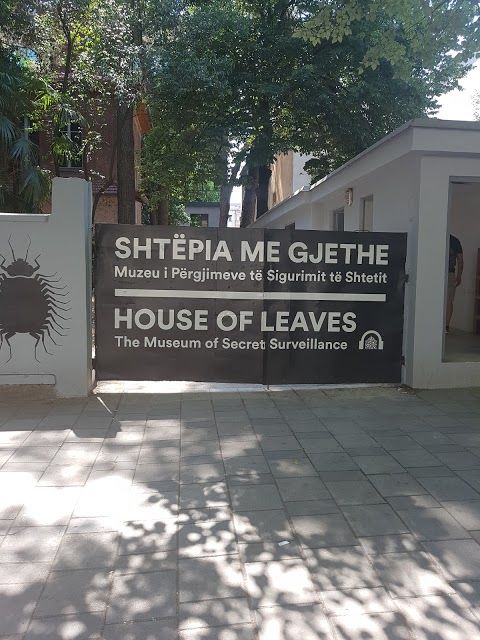 SHTËPIA ME GJETHE
Muzeu i Përgjimeve të Sigurimit të Shtetit
HOUSE OF LEAVES
The Museum of Secret Surveillance